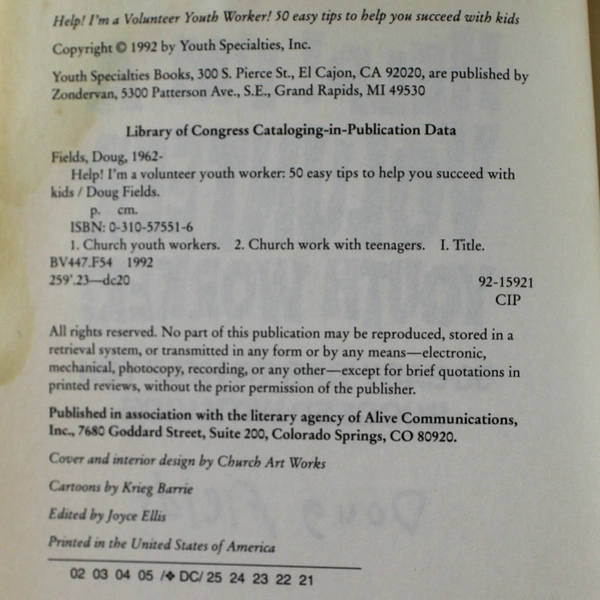 Help! I'm a Volunteer Youth Worker! 50 easy tips to help you succeed with kids
Copyright © 1992 by Youth Specialties, Inc.
Youth Specialties Books, 300 S. Pierce St., El Cajon, CA 92020, are published by
Zondervan, 5300 Patterson Ave., S.E., Grand Rapids, MI 49530
Library of Congress Cataloging-in-Publication Data
Fields, Doug, 1962-
Help! I'm a volunteer youth worker: 50 easy tips to help you succeed with
kids / Doug Fields.
p. cm.
ISBN: 0-310-57551-6
1. Church youth workers. 2. Church work with teenagers. I. Title.
BV447.F54 1992
259'.23—dc20 92-15921
CIP
All rights reserved. No part of this publication may be reproduced, stored in a
retrieval system, or transmitted in any form or by any means—electronic,
mechanical, photocopy, recording, or any other—except for brief quotations in
printed reviews, without the prior permission of the publisher.
Published in association with the literary agency of Alive Communications,
Inc., 7680 Goddard Street, Suite 200, Colorado Springs, CO 80920.
Cover and interior design by Church Art Works
Cartoons by Krieg Barrie
Edited by Joyce Ellis
Printed in the United States of America
02 03 04 05 /❖ DC/ 25 24 23 22 21